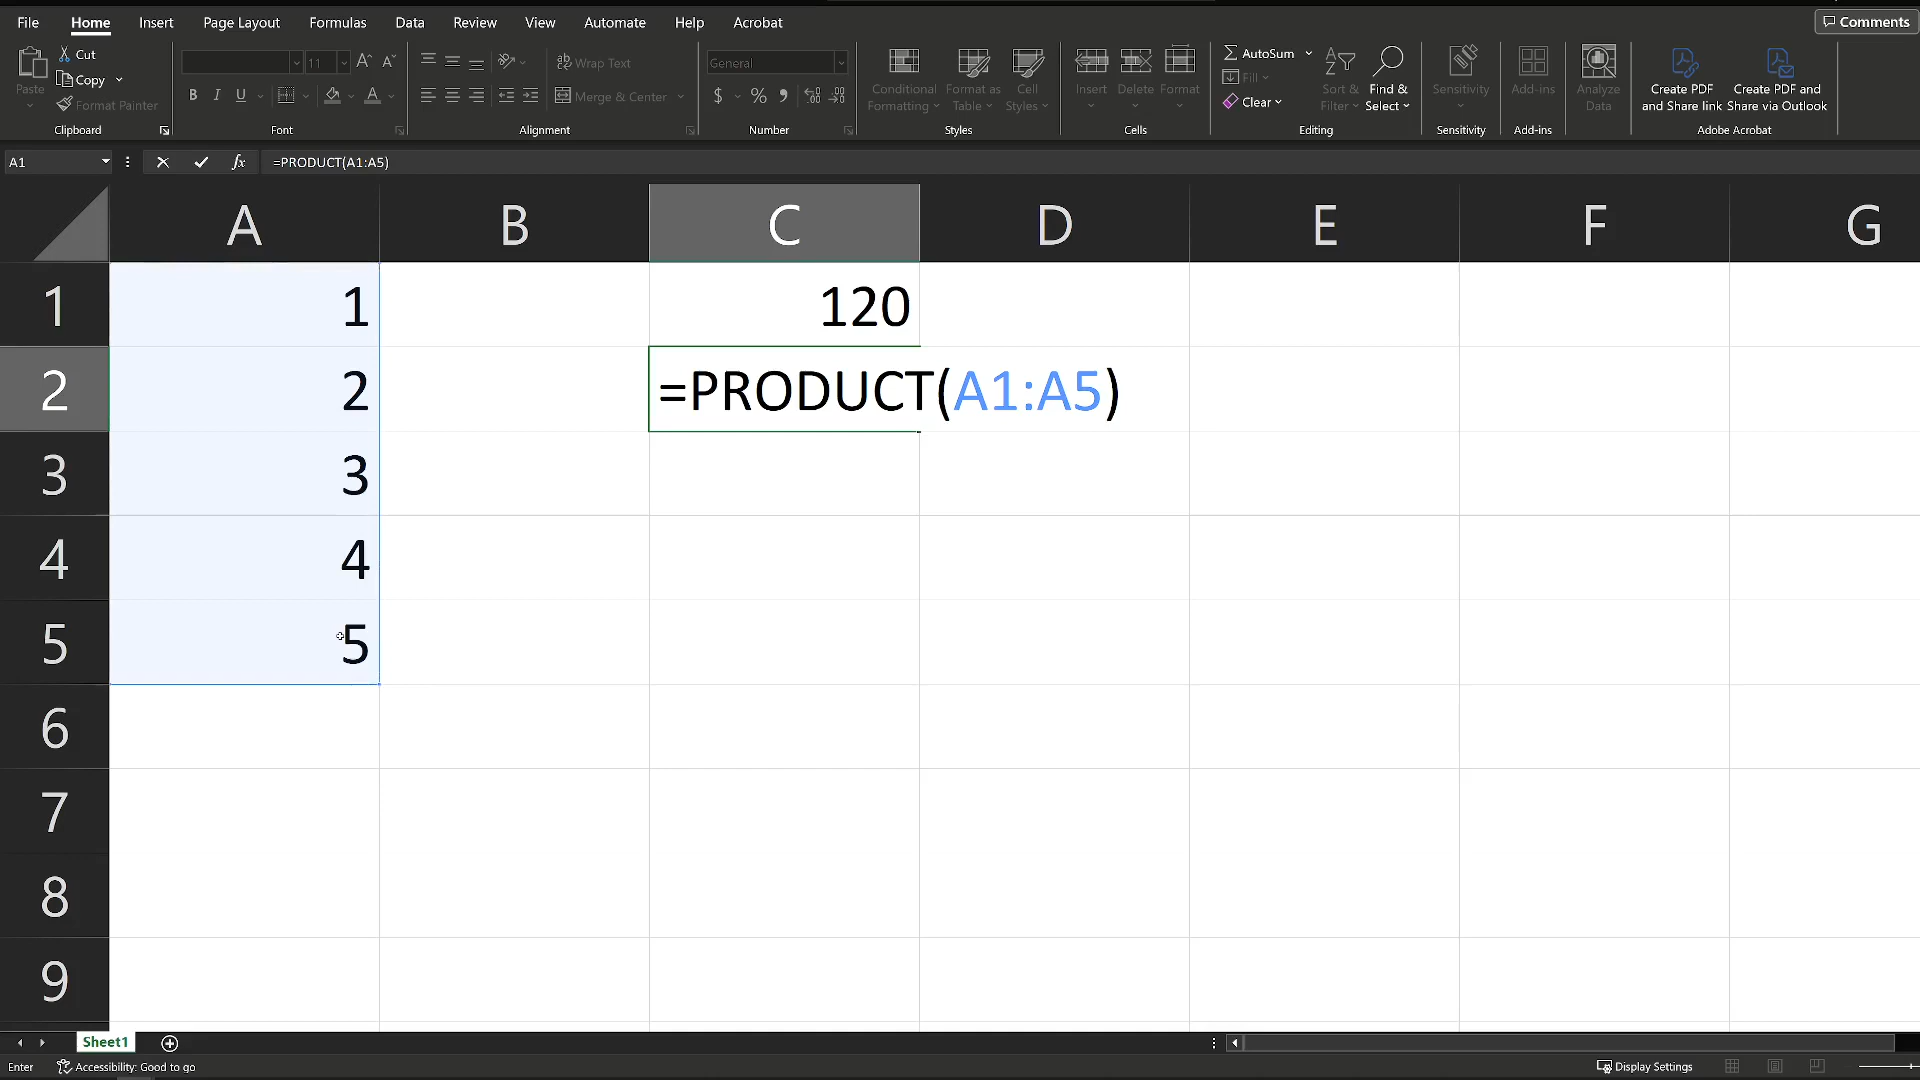 File Home Insert Page Layout Formulas Data Review View Automate Help Acrobat Comments
Paste
Cut
Copy
Format Painter
Clipboard
11
A A
B I U A
Font
ab Wrap Text
Merge & Center
Alignment
General
$ % 9
Number
Conditional Formatting
Format as Table
Cell Styles
Styles
Insert
Delete
Format
Cells
AutoSum
Fill
Clear
Sort & Filter
Find & Select
Editing
Sensitivity
Sensitivity
Add-ins
Add-ins
Analyze Data
Create PDF and Share link
Create PDF and Share via Outlook
Adobe Acrobat
A1 fx =PRODUCT(A1:A5)
A B C D E F G
1 1 120
2 2 =PRODUCT(A1:A5)
3 3
4 4
5 5
6
7
8
9
Sheet1
Enter Accessibility: Good to go Display Settings